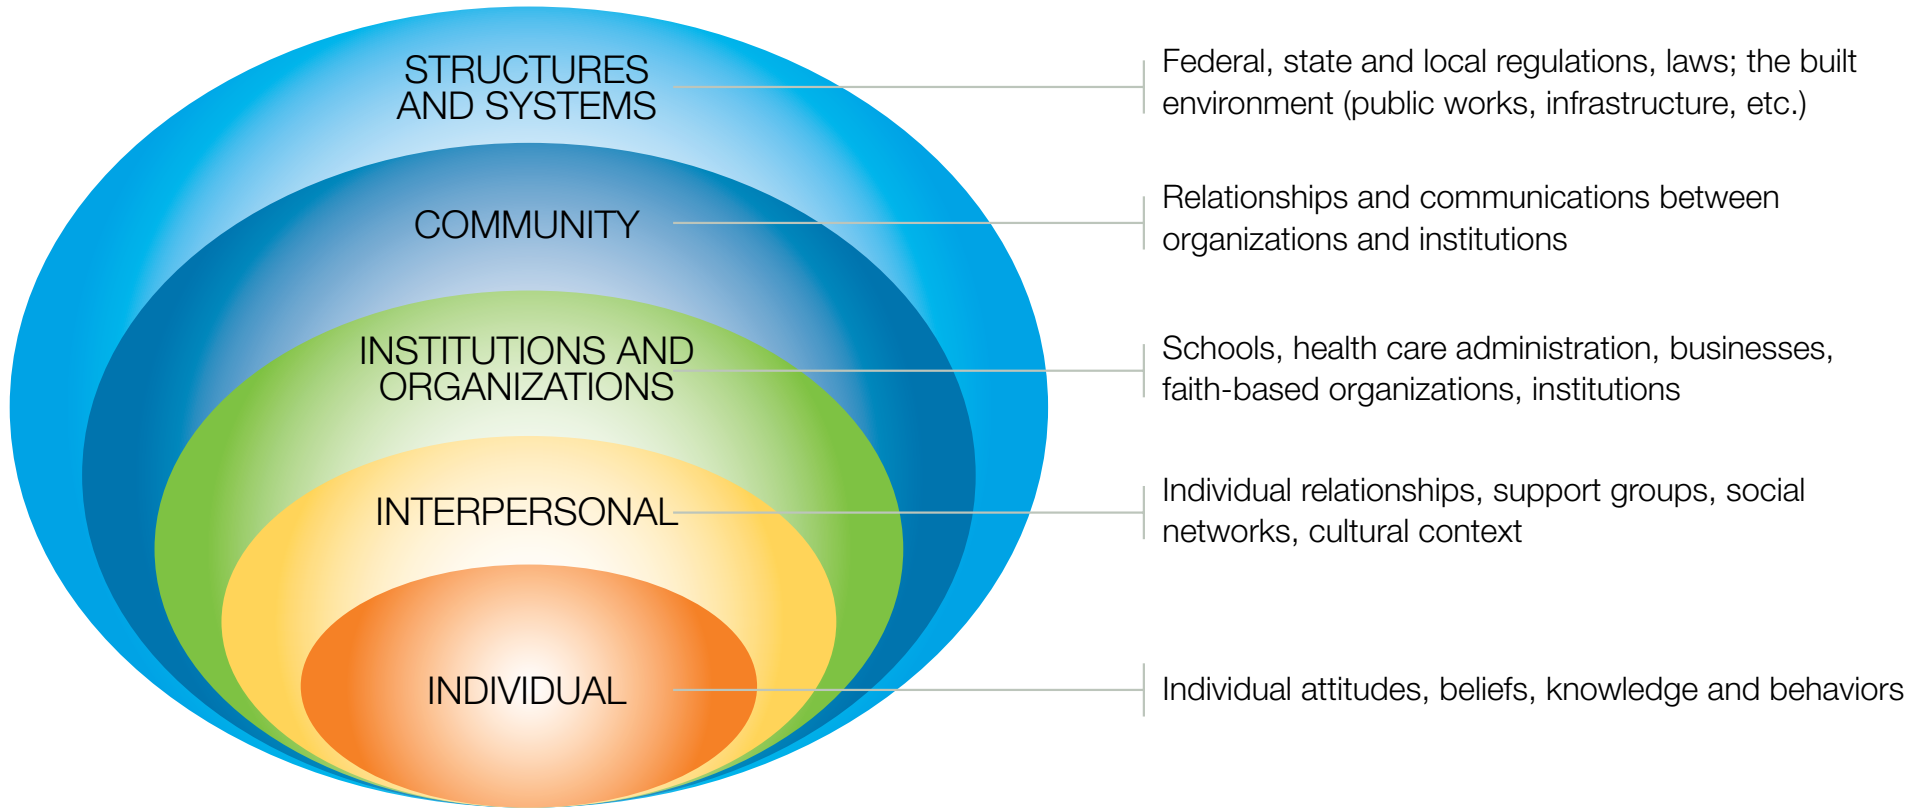 STRUCTURES
AND SYSTEMS
Federal, state and local regulations, laws; the built
environment (public works, infrastructure, etc.)
COMMUNITY
Relationships and communications between
organizations and institutions
INSTITUTIONS AND
ORGANIZATIONS
Schools, health care administration, businesses,
faith-based organizations, institutions
INTERPERSONAL
Individual relationships, support groups, social
networks, cultural context
INDIVIDUAL
Individual attitudes, beliefs, knowledge and behaviors